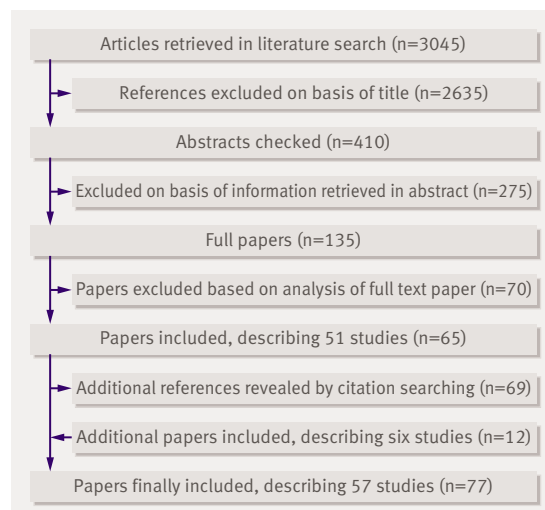 Articles retrieved in literature search (n=3045)
References excluded on basis of title (n=2635)
Abstracts checked (n=410)
Excluded on basis of information retrieved in abstract (n=275)
Full papers (n=135)
Papers excluded based on analysis of full text paper (n=70)
Papers included, describing 51 studies (n=65)
Additional references revealed by citation searching (n=69)
Additional papers included, describing six studies (n=12)
Papers finally included, describing 57 studies (n=77)